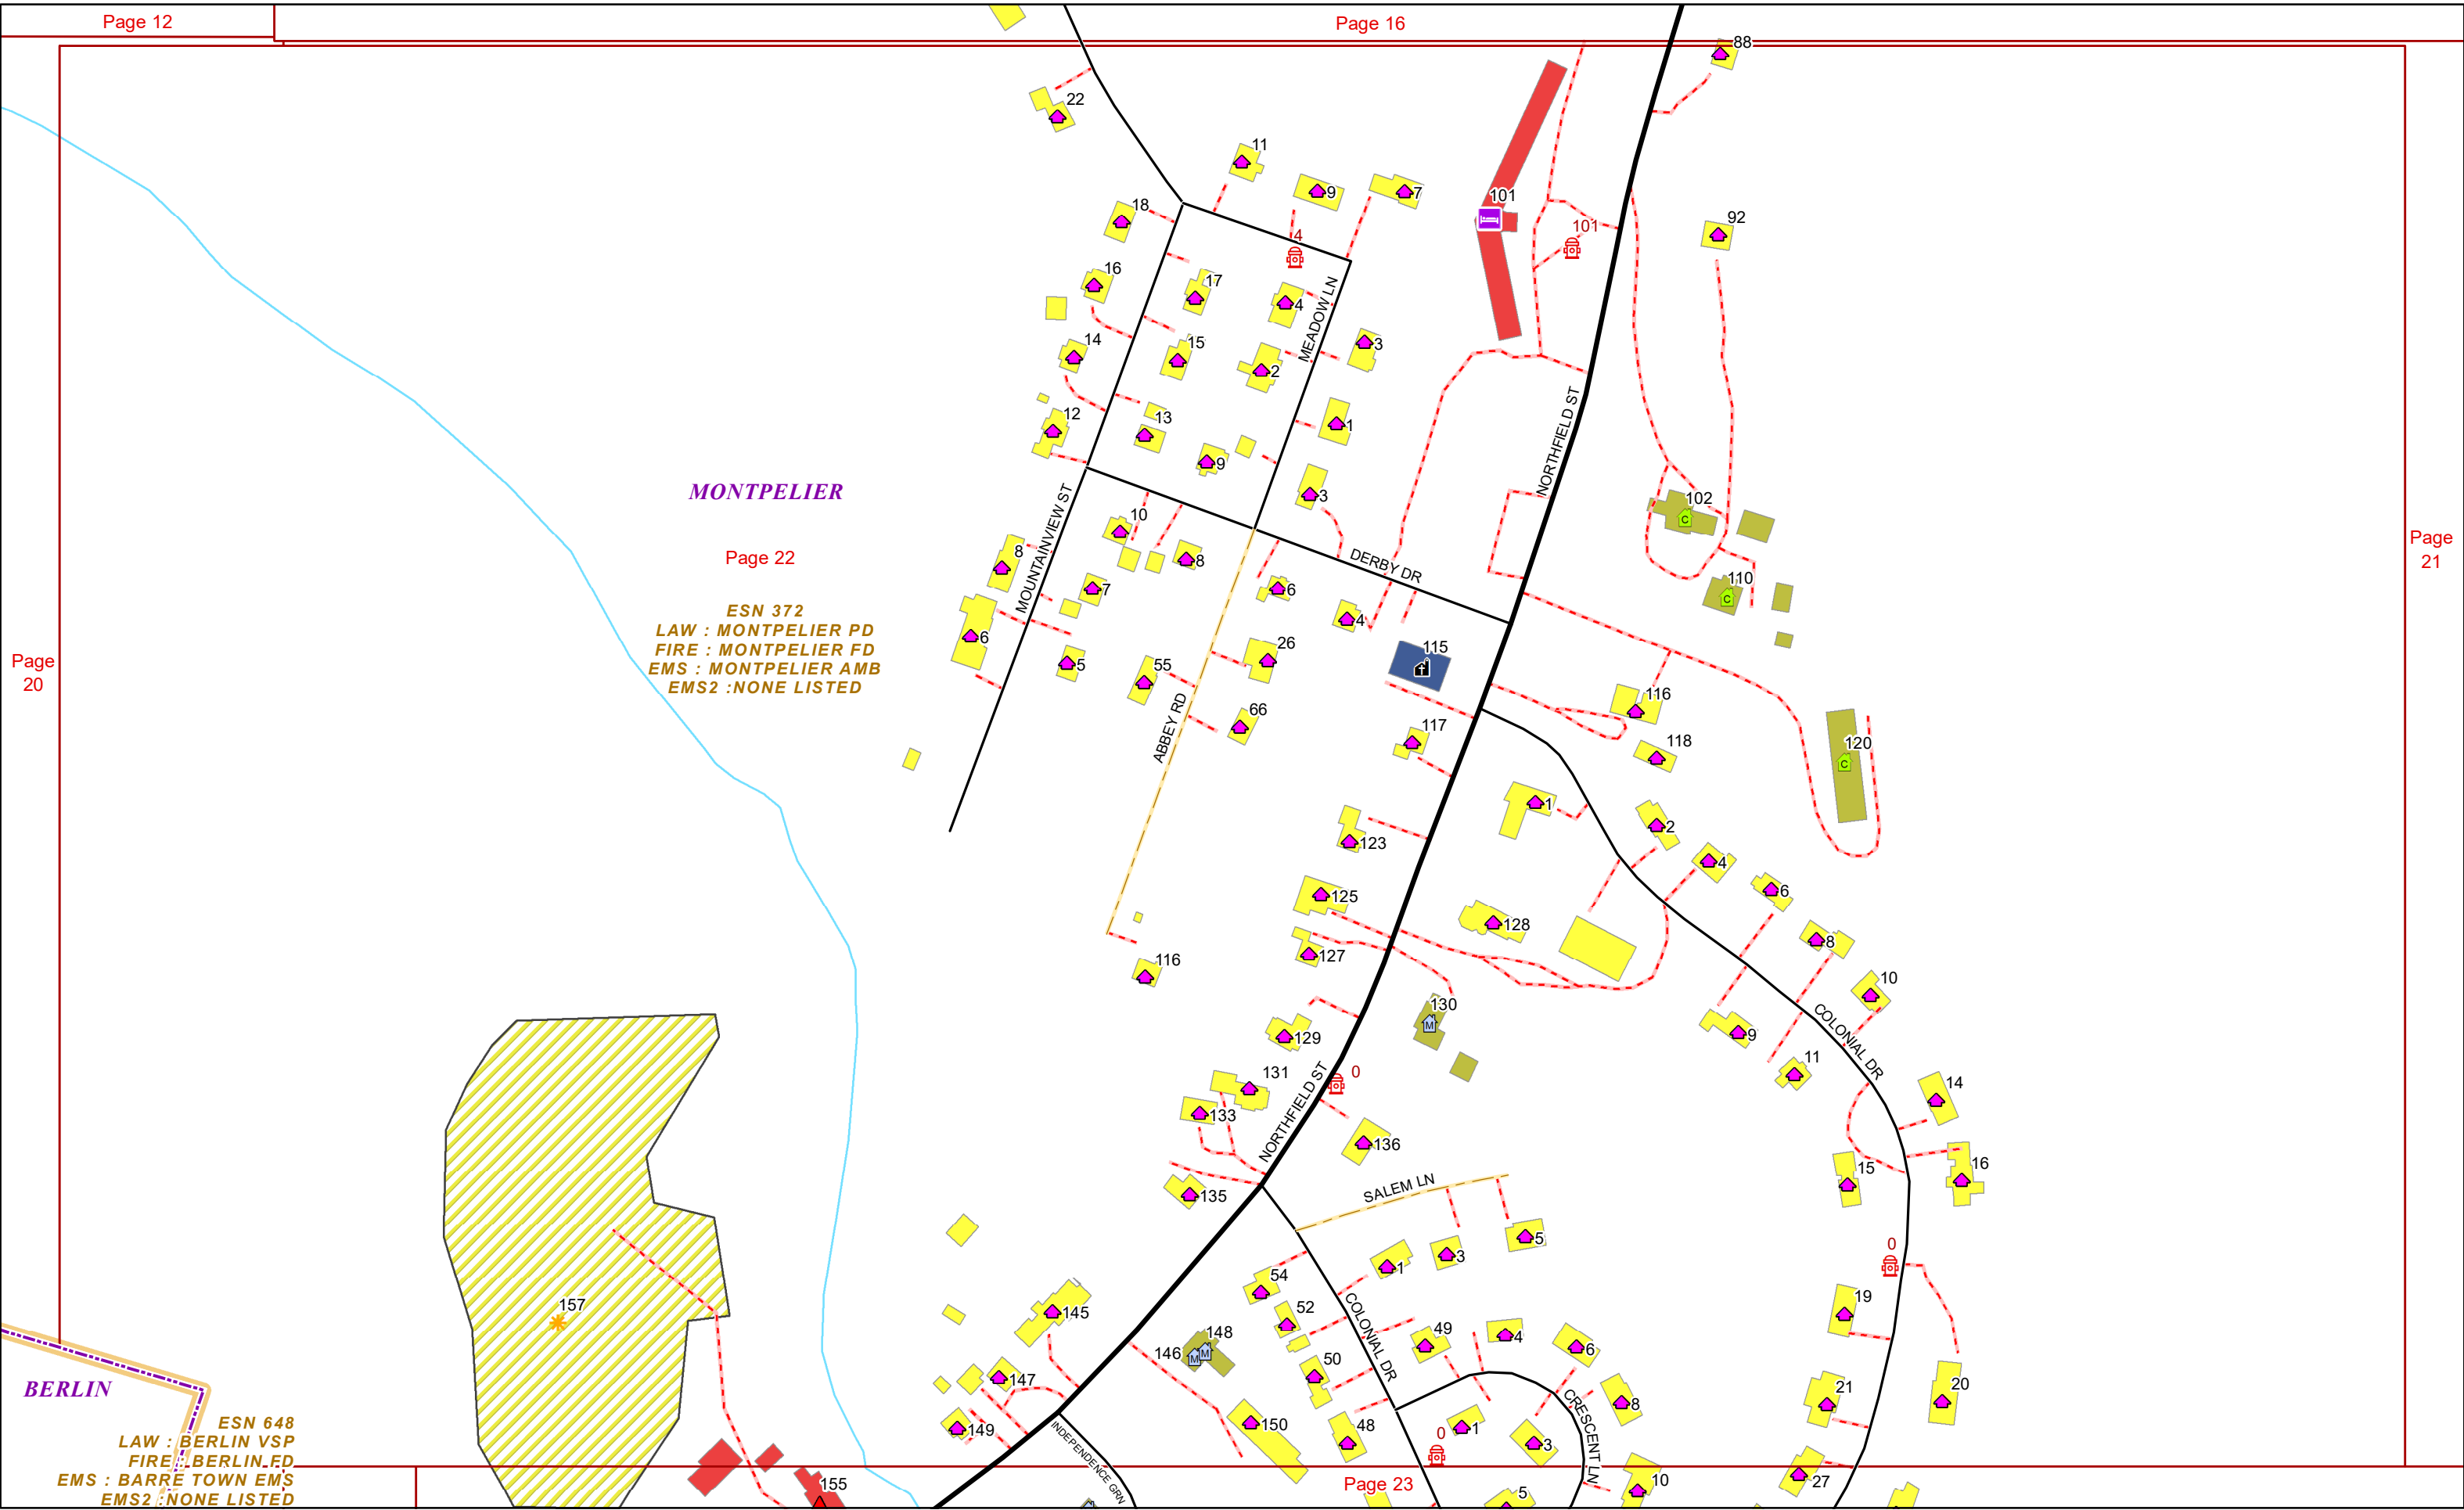 Page 12
Page 16
88
22
11
9
7
101
18
4
101
92
16
17
4
MEADOW LN
14
15
2
3
12
13
1
NORTHFIELD ST
9
3
102
MONTPELIER
MOUNTAINVIEW ST
10
8
8
DERBY DR
Page 22
Page
21
7
6
4
110
C
C
ESN 372
LAW : MONTPELIER PD
FIRE : MONTPELIER FD
EMS : MONTPELIER AMB
EMS2 :NONE LISTED
6
5
55
26
115
Page
20
116
66
ABBEY RD
117
118
120
C
1
2
123
4
125
6
128
127
8
116
10
130
M
9
COLONIAL DR
129
11
0
131
14
133
NORTHFIELD ST
136
15
16
135
SALEM LN
5
3
1
0
54
157
145
52
COLONIAL DR
49
4
19
148
146
M
M
6
50
147
BERLIN
21
20
8
CRESCENT LN
ESN 648
LAW : BERLIN VSP
FIRE : BERLIN FD
EMS : BARRE TOWN EMS
EMS2 :NONE LISTED
149
INDEPENDENCE GRN
150
48
1
0
3
155
Page 23
5
10
27